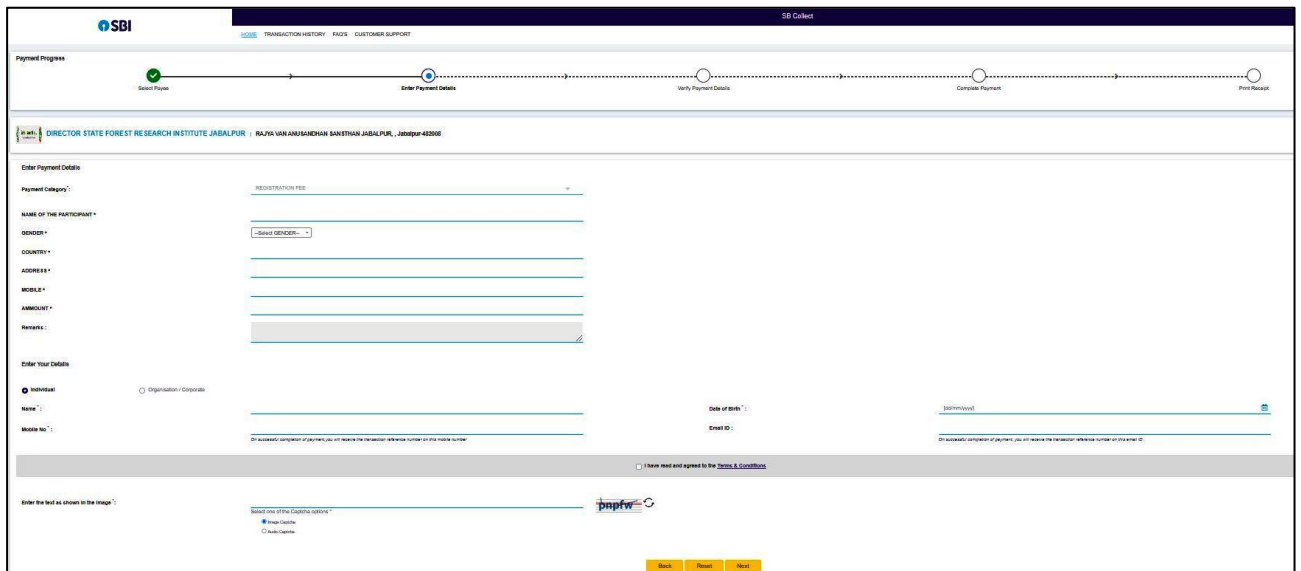 SBI
SB Collect
HOME TRANSACTION HISTORY FAQ'S CUSTOMER SUPPORT
Payment Progress
Select Payee Enter Payment Details Verify Payment Details Complete Payment Print Receipt
DIRECTOR STATE FOREST RESEARCH INSTITUTE JABALPUR | RAJYA VAN ANUSANDHAN SANSTHAN JABALPUR, , Jabalpur-482008
Enter Payment Details
Payment Category*: REGISTRATION FEE
NAME OF THE PARTICIPANT *
GENDER * --Select GENDER--
COUNTRY *
ADDRESS *
MOBILE *
AMMOUNT *
Remarks :
Enter Your Details
Individual Organisation / Corporate
Name *: Date of Birth *: [dd/mm/yyyy]
Mobile No *: Email ID :
On successful completion of payment,you will receive the transaction reference number on this mobile number On successful completion of payment, you will receive the transaction reference number on this email ID
I have read and agreed to the Terms & Conditions
Enter the text as shown in the image *: pnpfw
Select one of the Captcha options *
Image Captcha
Audio Captcha
Back Reset Next